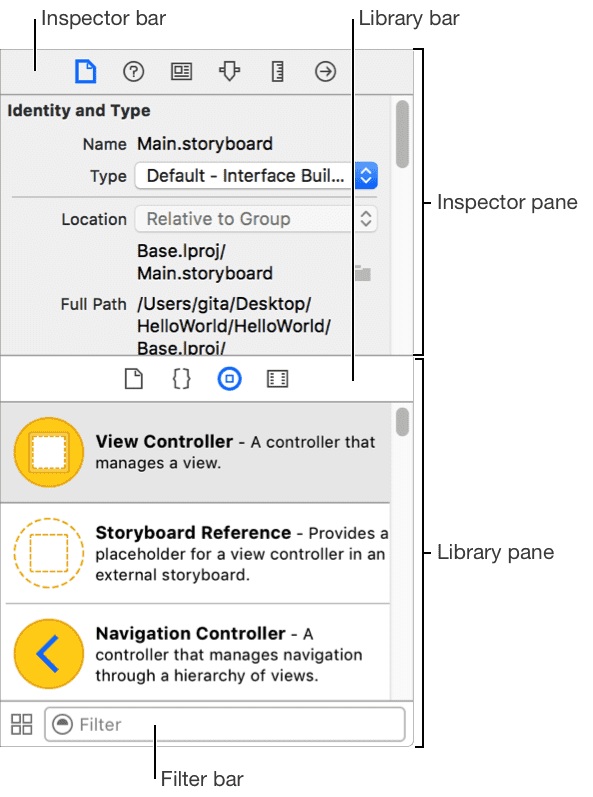 Inspector bar
Library bar
Identity and Type
Name Main.storyboard
Type Default - Interface Buil...
Location Relative to Group
Base.lproj/
Main.storyboard
Full Path /Users/gita/Desktop/
HelloWorld/HelloWorld/
Base.lproj/
Inspector pane
View Controller - A controller that
manages a view.
Storyboard Reference - Provides a
placeholder for a view controller in an
external storyboard.
Library pane
Navigation Controller - A
controller that manages navigation
through a hierarchy of views.
Filter
Filter bar